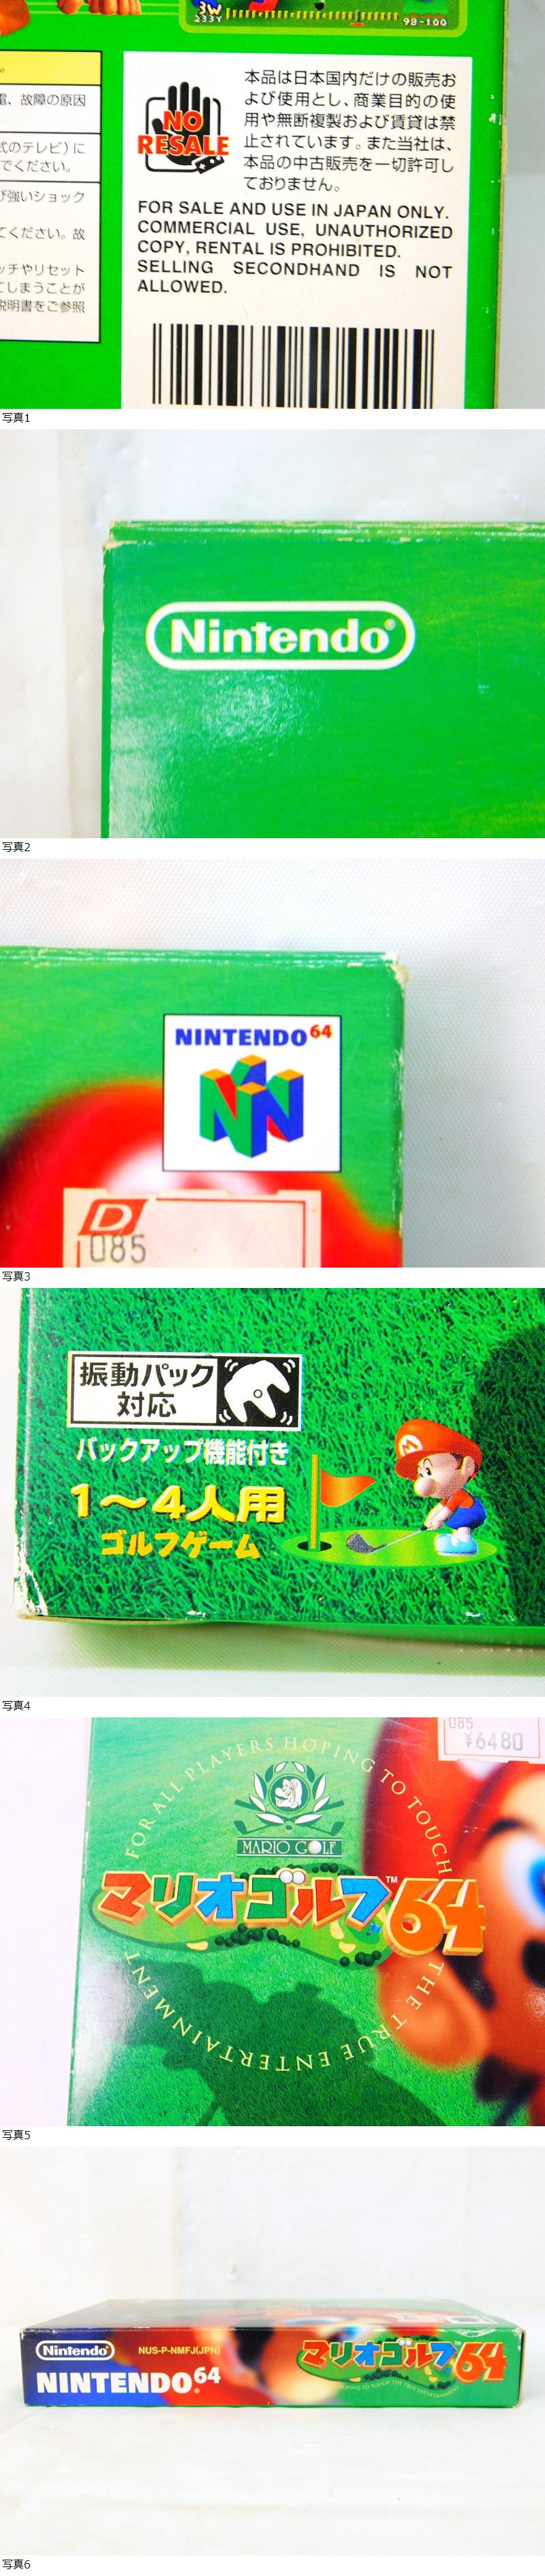 3W
233Y
98-100
。
電、故障の原因
式のテレビ)に
でください。
び強いショック
てください。故
ッチやリセット
てしまうことが
説明書をご参照
NO
RESALE
本品は日本国内だけの販売お
よび使用とし、商業目的の使
用や無断複製および賃貸は禁
止されています。また当社は、
本品の中古販売を一切許可し
ておりません。
FOR SALE AND USE IN JAPAN ONLY.
COMMERCIAL USE, UNAUTHORIZED
COPY, RENTAL IS PROHIBITED.
SELLING SECONDHAND IS NOT
ALLOWED.
写真1
Nintendo®
写真2
NINTENDO64
D
085
写真3
振動パック
対応
バックアップ機能付き
1〜4人用
ゴルフゲーム
写真4
085
¥6480
FOR ALL PLAYERS HOPING TO TOUCH
THE TRUE ENTERTAINMENT
MARIO GOLF
マリオゴルフ™64
写真5
Nintendo
NUS-P-NMFJ(JPN)
NINTENDO64
マリオゴルフ64
HOPING TO TOUCH THE TRUE ENTERTAINMENT
写真6